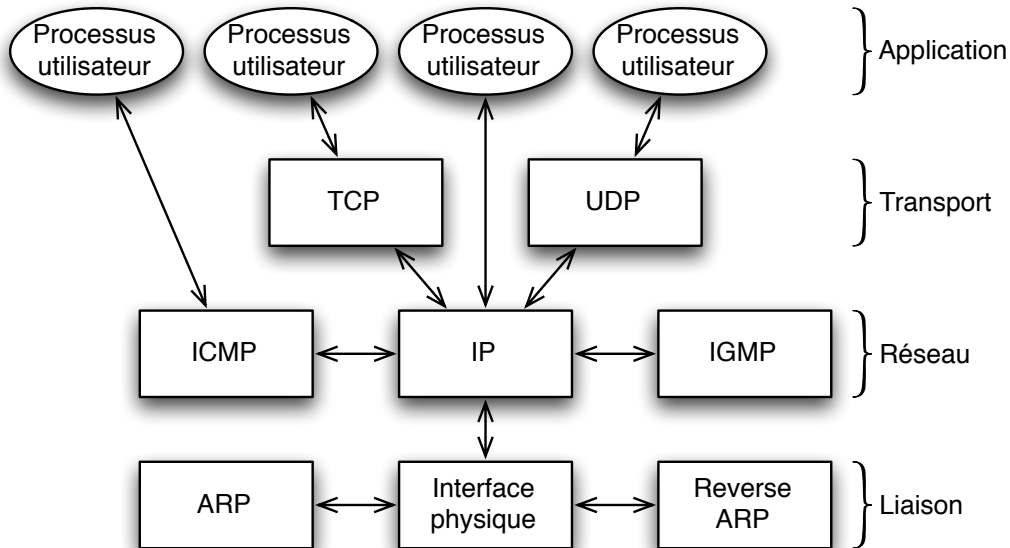 Processus
utilisateur
Processus
utilisateur
Processus
utilisateur
Processus
utilisateur
Application
TCP
UDP
Transport
ICMP
IP
IGMP
Réseau
ARP
Interface
physique
Reverse
ARP
Liaison